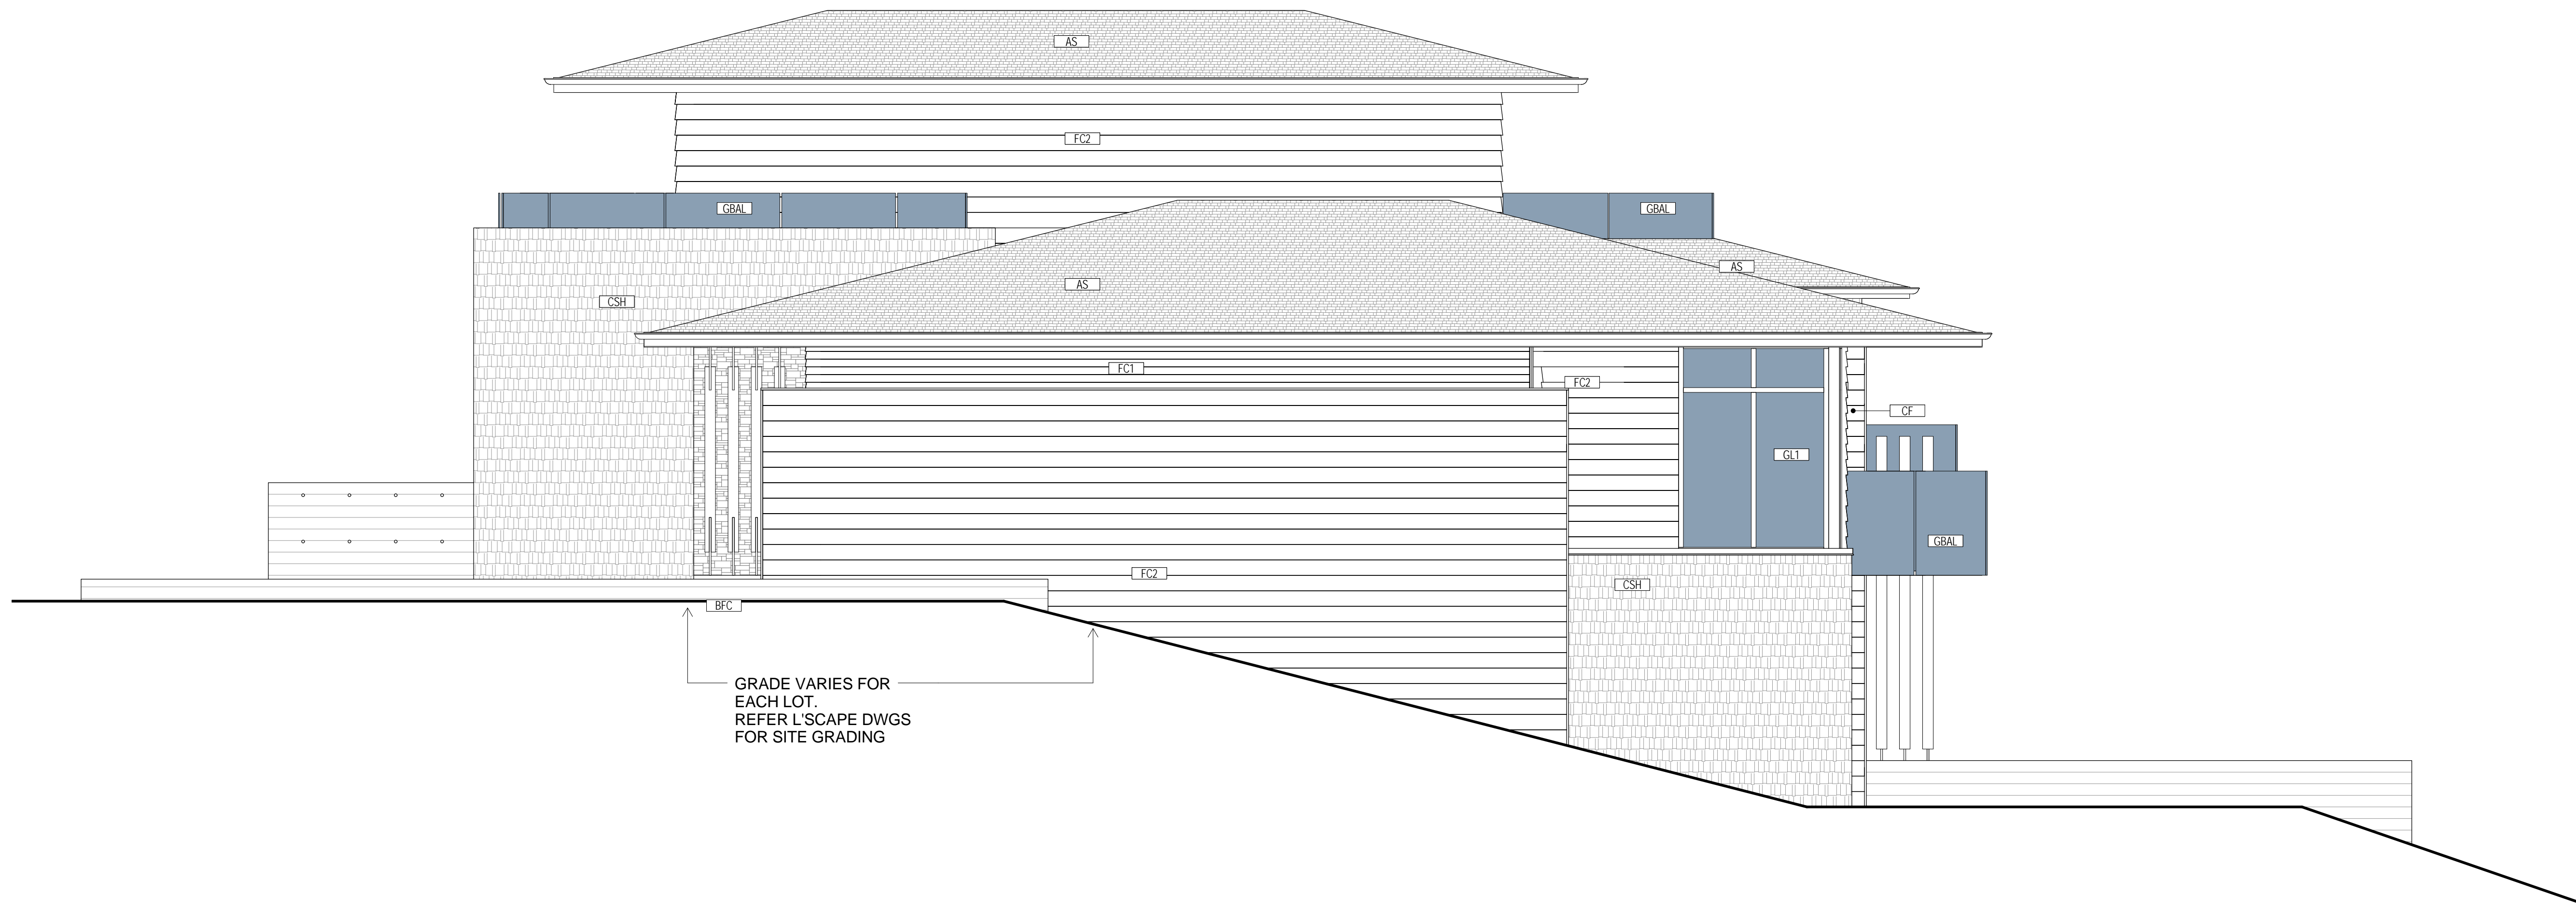 AS
FC2
GBAL
GBAL
AS
AS
CSH
FC1
FC2
CF
GL1
GBAL
FC2
CSH
BFC
GRADE VARIES FOR
EACH LOT.
REFER L'SCAPE DWGS
FOR SITE GRADING